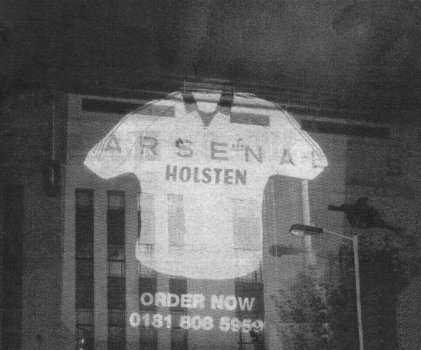 ARSENAL
HOLSTEN
ORDER NOW
0181 808 5959